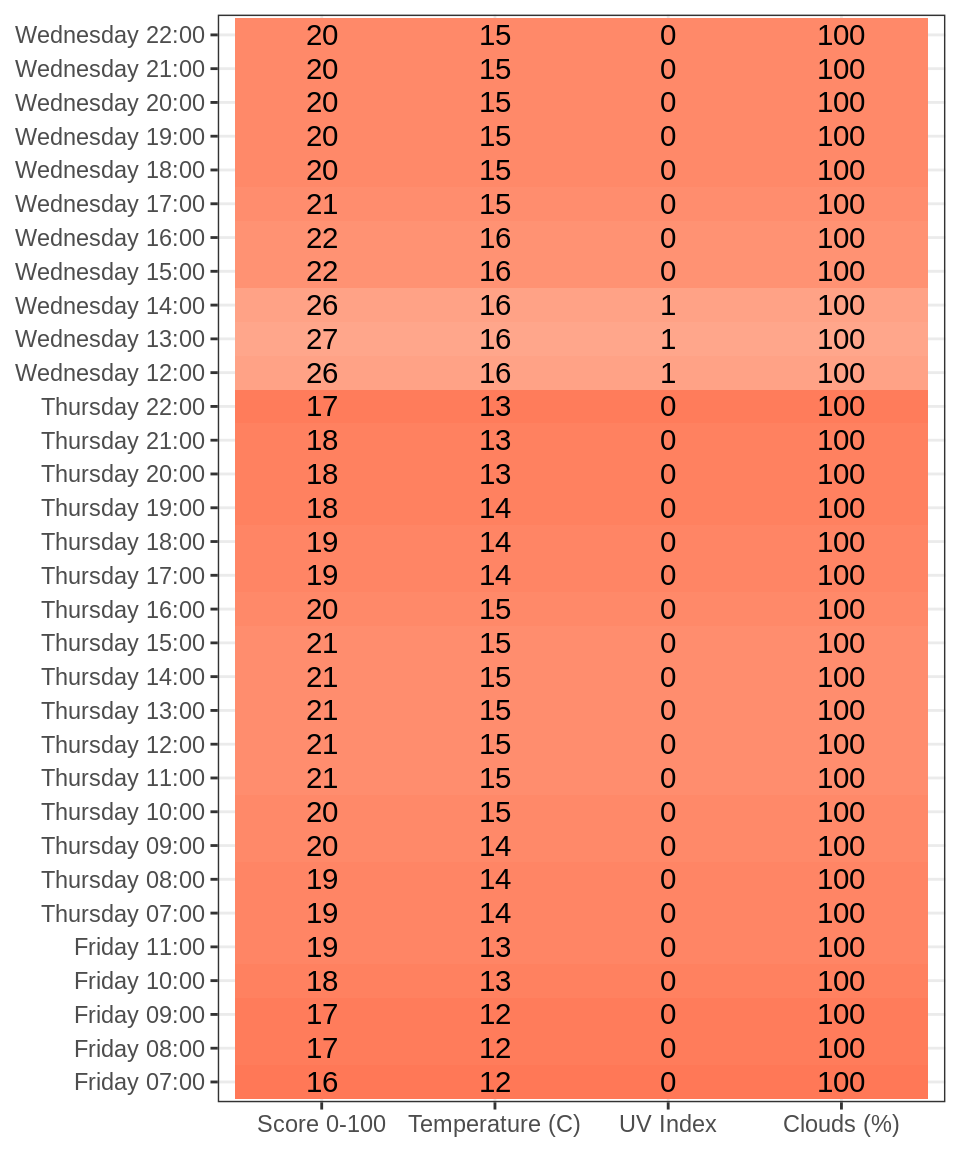 Wednesday 22:00 20 15 0 100
Wednesday 21:00 20 15 0 100
Wednesday 20:00 20 15 0 100
Wednesday 19:00 20 15 0 100
Wednesday 18:00 20 15 0 100
Wednesday 17:00 21 15 0 100
Wednesday 16:00 22 16 0 100
Wednesday 15:00 22 16 0 100
Wednesday 14:00 26 16 1 100
Wednesday 13:00 27 16 1 100
Wednesday 12:00 26 16 1 100
Thursday 22:00 17 13 0 100
Thursday 21:00 18 13 0 100
Thursday 20:00 18 13 0 100
Thursday 19:00 18 14 0 100
Thursday 18:00 19 14 0 100
Thursday 17:00 19 14 0 100
Thursday 16:00 20 15 0 100
Thursday 15:00 21 15 0 100
Thursday 14:00 21 15 0 100
Thursday 13:00 21 15 0 100
Thursday 12:00 21 15 0 100
Thursday 11:00 21 15 0 100
Thursday 10:00 20 15 0 100
Thursday 09:00 20 14 0 100
Thursday 08:00 19 14 0 100
Thursday 07:00 19 14 0 100
Friday 11:00 19 13 0 100
Friday 10:00 18 13 0 100
Friday 09:00 17 12 0 100
Friday 08:00 17 12 0 100
Friday 07:00 16 12 0 100
Score 0-100 Temperature (C) UV Index Clouds (%)